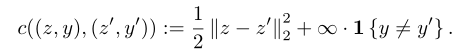 c((z, y), (z′, y′)) := 1/2 ‖z − z′‖₂² + ∞ · 1 {y ≠ y′} .